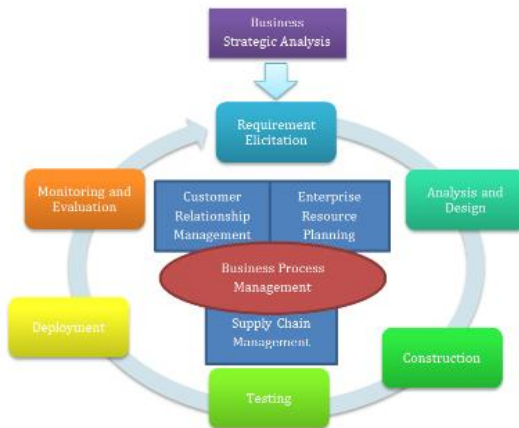 Business
Strategic Analysis
Requirement
Elicitation
Monitoring and
Evaluation
Customer
Relationship
Management
Enterprise
Resource
Planning
Analysis and
Design
Business Process
Management
Deployment
Supply Chain
Management
Construction
Testing